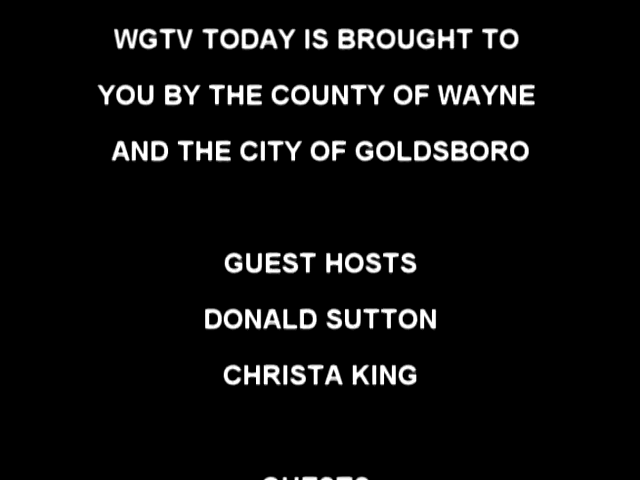 WGTV TODAY IS BROUGHT TO
YOU BY THE COUNTY OF WAYNE
AND THE CITY OF GOLDSBORO
GUEST HOSTS
DONALD SUTTON
CHRISTA KING